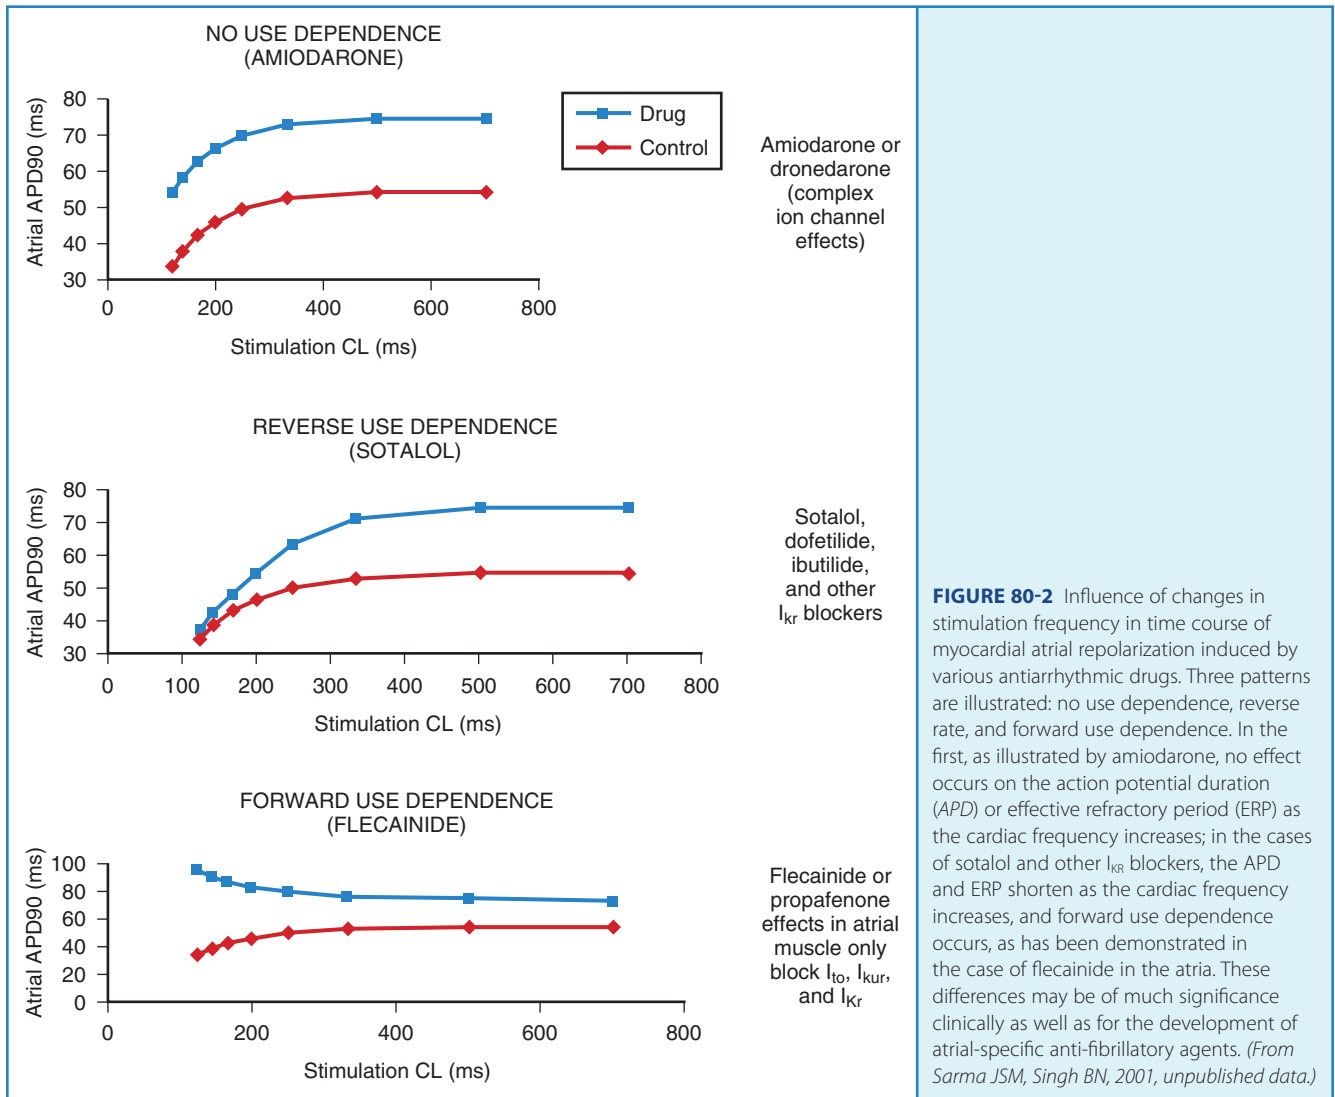 NO USE DEPENDENCE
(AMIODARONE)
Atrial APD90 (ms)
80
70
60
50
40
30
0 200 400 600 800
Stimulation CL (ms)
Drug
Control
Amiodarone or
dronedarone
(complex
ion channel
effects)
REVERSE USE DEPENDENCE
(SOTALOL)
Atrial APD90 (ms)
80
70
60
50
40
30
0 100 200 300 400 500 600 700 800
Stimulation CL (ms)
Sotalol,
dofetilide,
ibutilide,
and other
Ikr blockers
FORWARD USE DEPENDENCE
(FLECAINIDE)
Atrial APD90 (ms)
100
80
60
40
20
0
0 200 400 600 800
Stimulation CL (ms)
Flecainide or
propafenone
effects in atrial
muscle only
block Ito, Ikur,
and IKr
FIGURE 80-2 Influence of changes in
stimulation frequency in time course of
myocardial atrial repolarization induced by
various antiarrhythmic drugs. Three patterns
are illustrated: no use dependence, reverse
rate, and forward use dependence. In the
first, as illustrated by amiodarone, no effect
occurs on the action potential duration
(APD) or effective refractory period (ERP) as
the cardiac frequency increases; in the cases
of sotalol and other IKR blockers, the APD
and ERP shorten as the cardiac frequency
increases, and forward use dependence
occurs, as has been demonstrated in
the case of flecainide in the atria. These
differences may be of much significance
clinically as well as for the development of
atrial-specific anti-fibrillatory agents. (From
Sarma JSM, Singh BN, 2001, unpublished data.)